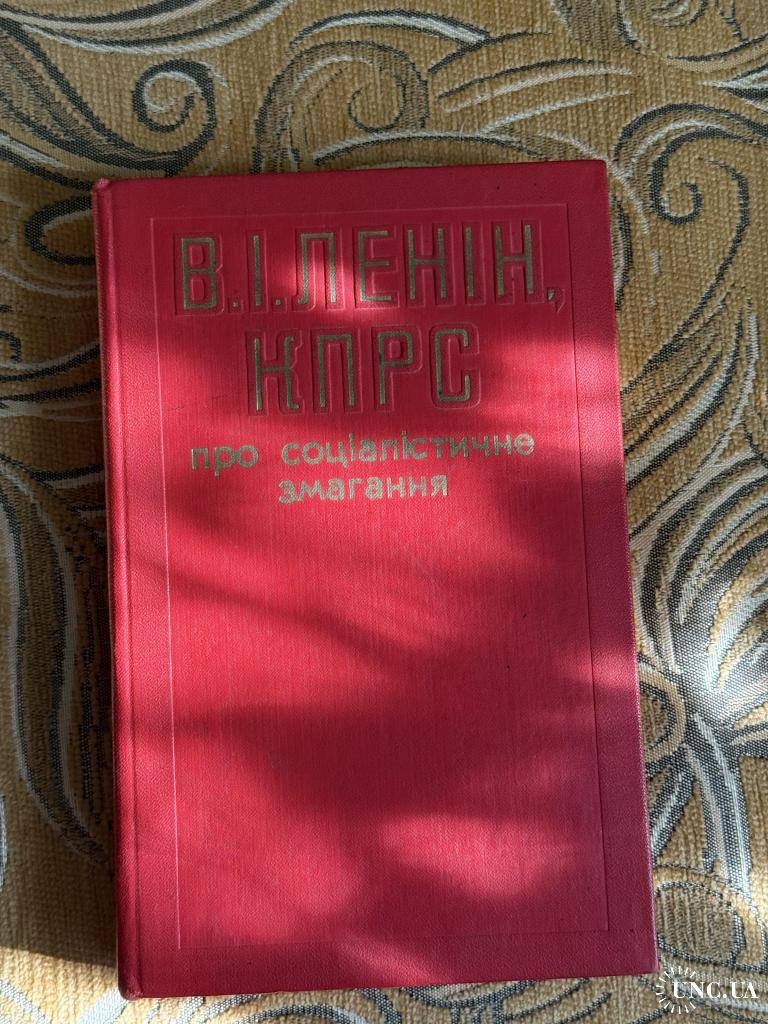 В.І.ЛЕНІН,
КПРС
про соціалістичне
змагання
UNC.UA